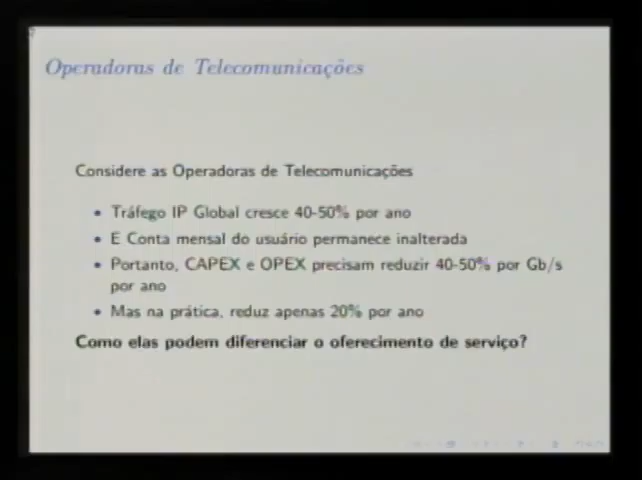 Operadoras de Telecomunicações
Considere as Operadoras de Telecomunicações
• Tráfego IP Global cresce 40-50% por ano
• E Conta mensal do usuário permanece inalterada
• Portanto, CAPEX e OPEX precisam reduzir 40-50% por Gb/s
por ano
• Mas na prática, reduz apenas 20% por ano
Como elas podem diferenciar o oferecimento de serviço?